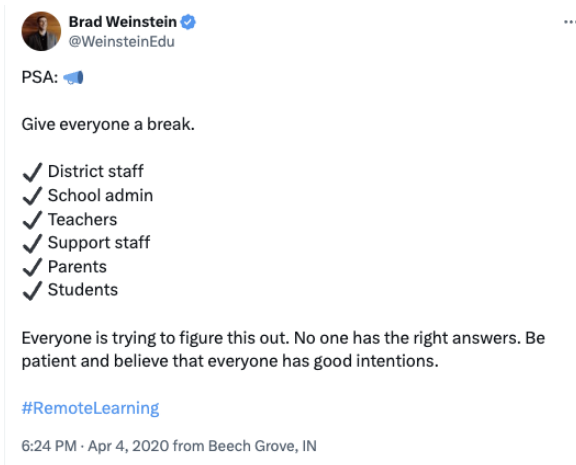 Brad Weinstein
@WeinsteinEdu
PSA: 📣
Give everyone a break.
✔️ District staff
✔️ School admin
✔️ Teachers
✔️ Support staff
✔️ Parents
✔️ Students
Everyone is trying to figure this out. No one has the right answers. Be
patient and believe that everyone has good intentions.
#RemoteLearning
6:24 PM · Apr 4, 2020 from Beech Grove, IN